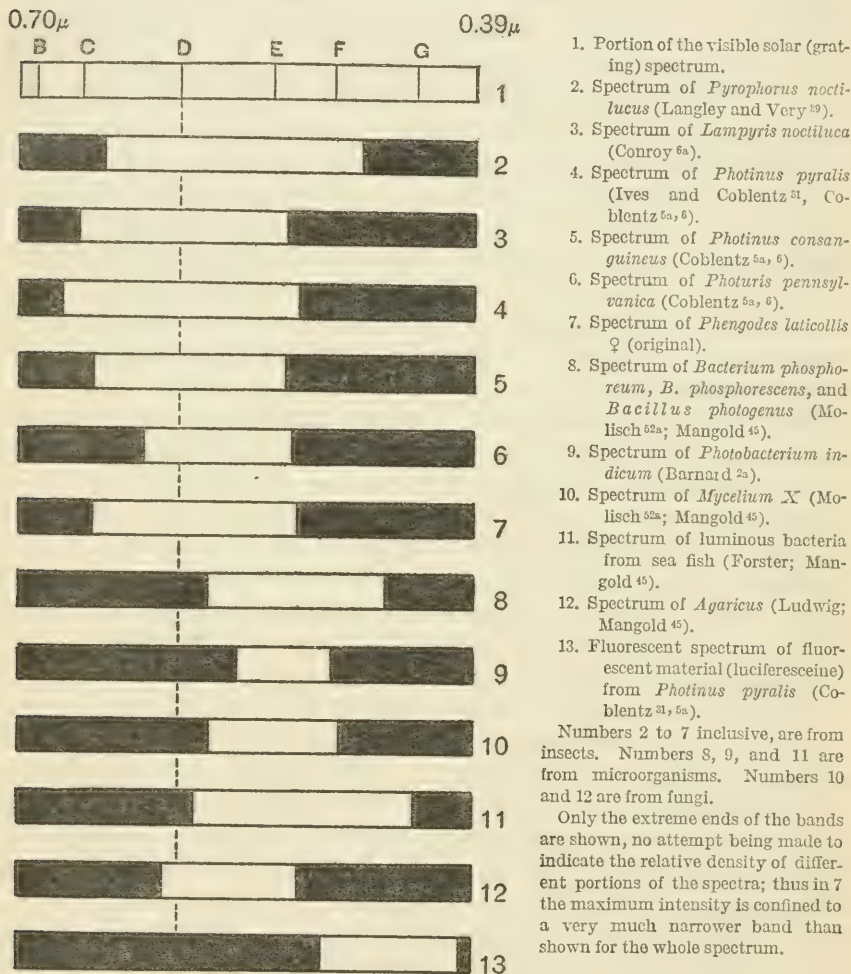 0.70μ 0.39μ
B C D E F G
1
2
3
4
5
6
7
8
9
10
11
12
13
1. Portion of the visible solar (grat-
ing) spectrum.
2. Spectrum of Pyrophorus nocti-
lucus (Langley and Very 39).
3. Spectrum of Lampyris noctiluca
(Conroy 6a).
4. Spectrum of Photinus pyralis
(Ives and Coblentz 31, Co-
blentz 5a, 6).
5. Spectrum of Photinus consan-
guineus (Coblentz 5a, 6).
6. Spectrum of Photuris pennsyl-
vanica (Coblentz 5a, 6).
7. Spectrum of Phengodes laticollis
♀ (original).
8. Spectrum of Bacterium phospho-
reum, B. phosphorescens, and
Bacillus photogenus (Mo-
lisch 52a; Mangold 45).
9. Spectrum of Photobacterium in-
dicum (Barnard 2a).
10. Spectrum of Mycelium X (Mo-
lisch 52a; Mangold 45).
11. Spectrum of luminous bacteria
from sea fish (Forster; Man-
gold 45).
12. Spectrum of Agaricus (Ludwig;
Mangold 45).
13. Fluorescent spectrum of fluor-
escent material (luciferesceine)
from Photinus pyralis (Co-
blentz 31, 5a).
Numbers 2 to 7 inclusive, are from
insects. Numbers 8, 9, and 11 are
from microorganisms. Numbers 10
and 12 are from fungi.
Only the extreme ends of the bands
are shown, no attempt being made to
indicate the relative density of differ-
ent portions of the spectra; thus in 7
the maximum intensity is confined to
a very much narrower band than
shown for the whole spectrum.